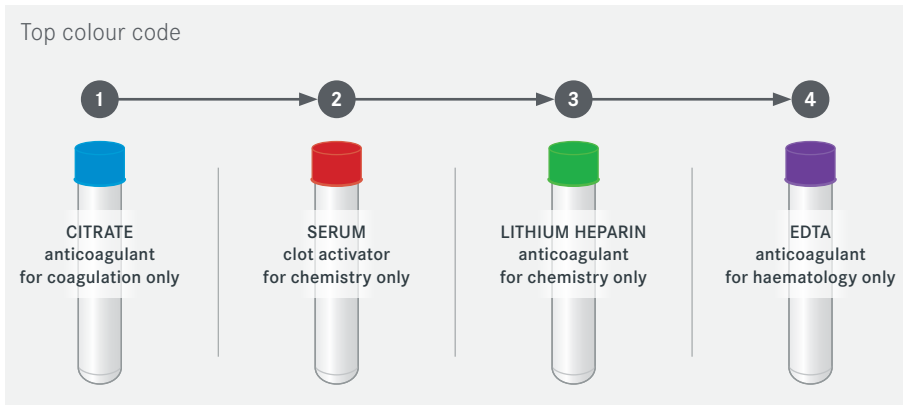 Top colour code
1
2
3
4
CITRATE
anticoagulant
for coagulation only
SERUM
clot activator
for chemistry only
LITHIUM HEPARIN
anticoagulant
for chemistry only
EDTA
anticoagulant
for haematology only